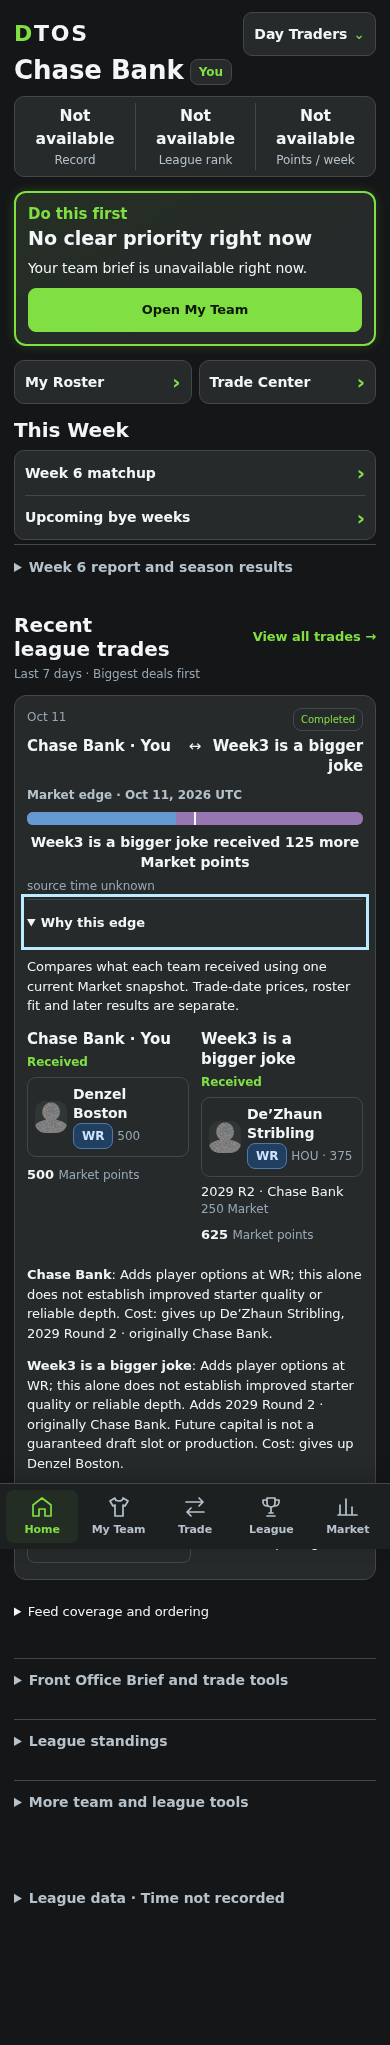 DTOS
Day Traders
Chase Bank You
Not available
Record
Not available
League rank
Not available
Points / week
Do this first
No clear priority right now
Your team brief is unavailable right now.
Open My Team
My Roster
Trade Center
This Week
Week 6 matchup
Upcoming bye weeks
Week 6 report and season results
Recent
league trades
View all trades →
Last 7 days · Biggest deals first
Oct 11
Completed
Chase Bank · You ↔ Week3 is a bigger
joke
Market edge · Oct 11, 2026 UTC
Week3 is a bigger joke received 125 more
Market points
source time unknown
Why this edge
Compares what each team received using one
current Market snapshot. Trade-date prices, roster
fit and later results are separate.
Chase Bank · You
Received
Denzel
Boston
WR 500
500 Market points
Week3 is a
bigger joke
Received
De’Zhaun
Stribling
WR HOU · 375
2029 R2 · Chase Bank
250 Market
625 Market points
Chase Bank: Adds player options at WR; this alone
does not establish improved starter quality or
reliable depth. Cost: gives up De’Zhaun Stribling,
2029 Round 2 · originally Chase Bank.
Week3 is a bigger joke: Adds player options at
WR; this alone does not establish improved starter
quality or reliable depth. Adds 2029 Round 2 ·
originally Chase Bank. Future capital is not a
guaranteed draft slot or production. Cost: gives up
Denzel Boston.
Home
My Team
Trade
League
Market
Feed coverage and ordering
Front Office Brief and trade tools
League standings
More team and league tools
League data · Time not recorded